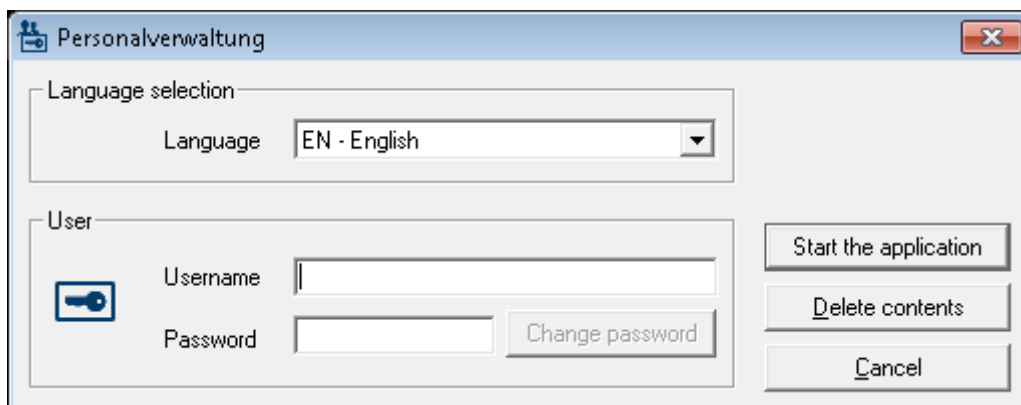 Personalverwaltung
Language selection
Language
EN - English
User
Username
Password
Change password
Start the application
Delete contents
Cancel